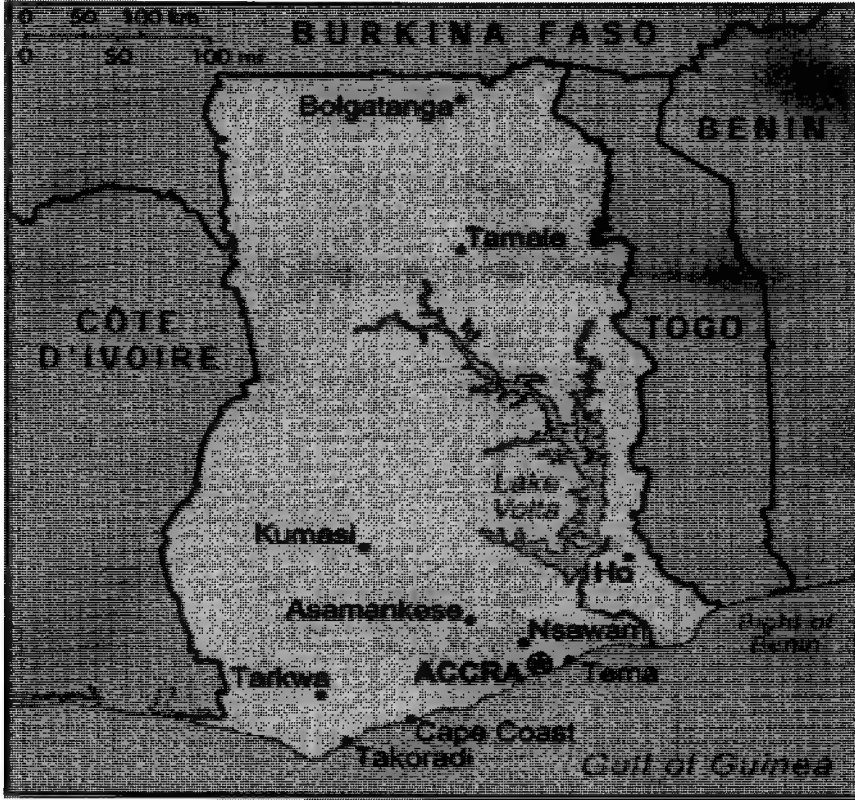 0 50 100 km
0 50 100 mi
BURKINA FASO
Bolgatanga
BENIN
Tamale
CÔTE
D'IVOIRE
TOGO
Lake
Volta
Kumasi
Ho
Asamankese
Nsawam
Bight of
Benin
ACCRA
Tema
Tarkwa
Cape Coast
Takoradi
Gulf of Guinea